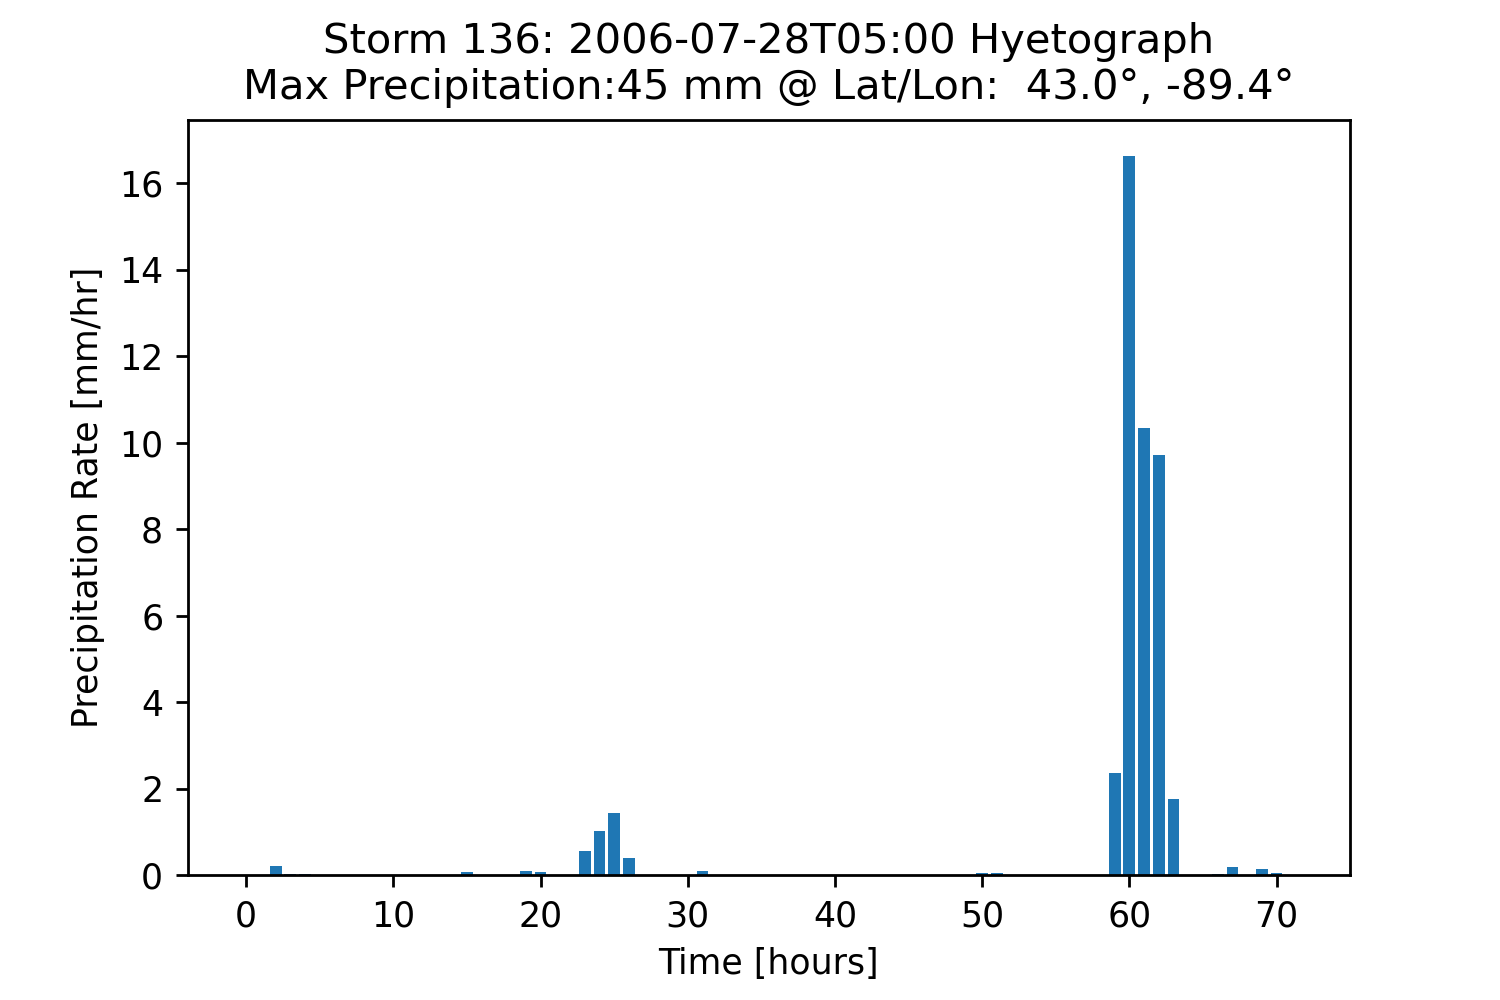 Storm 136: 2006-07-28T05:00 Hyetograph
Max Precipitation:45 mm @ Lat/Lon:  43.0°, -89.4°
16
14
12
10
8
6
4
2
0
Precipitation Rate [mm/hr]
0 10 20 30 40 50 60 70
Time [hours]